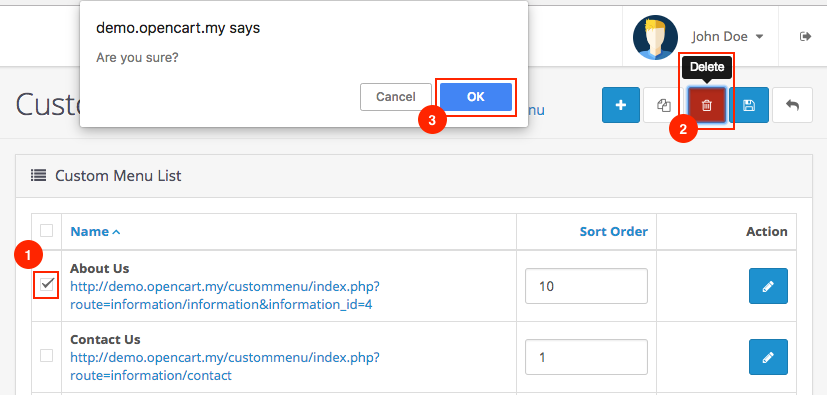 demo.opencart.my says
Are you sure?
Cancel
OK
3
John Doe
Delete
2
Custo
nu
Custom Menu List
Name
Sort Order
Action
1
About Us
http://demo.opencart.my/custommenu/index.php?
route=information/information&information_id=4
10
Contact Us
http://demo.opencart.my/custommenu/index.php?
route=information/contact
1